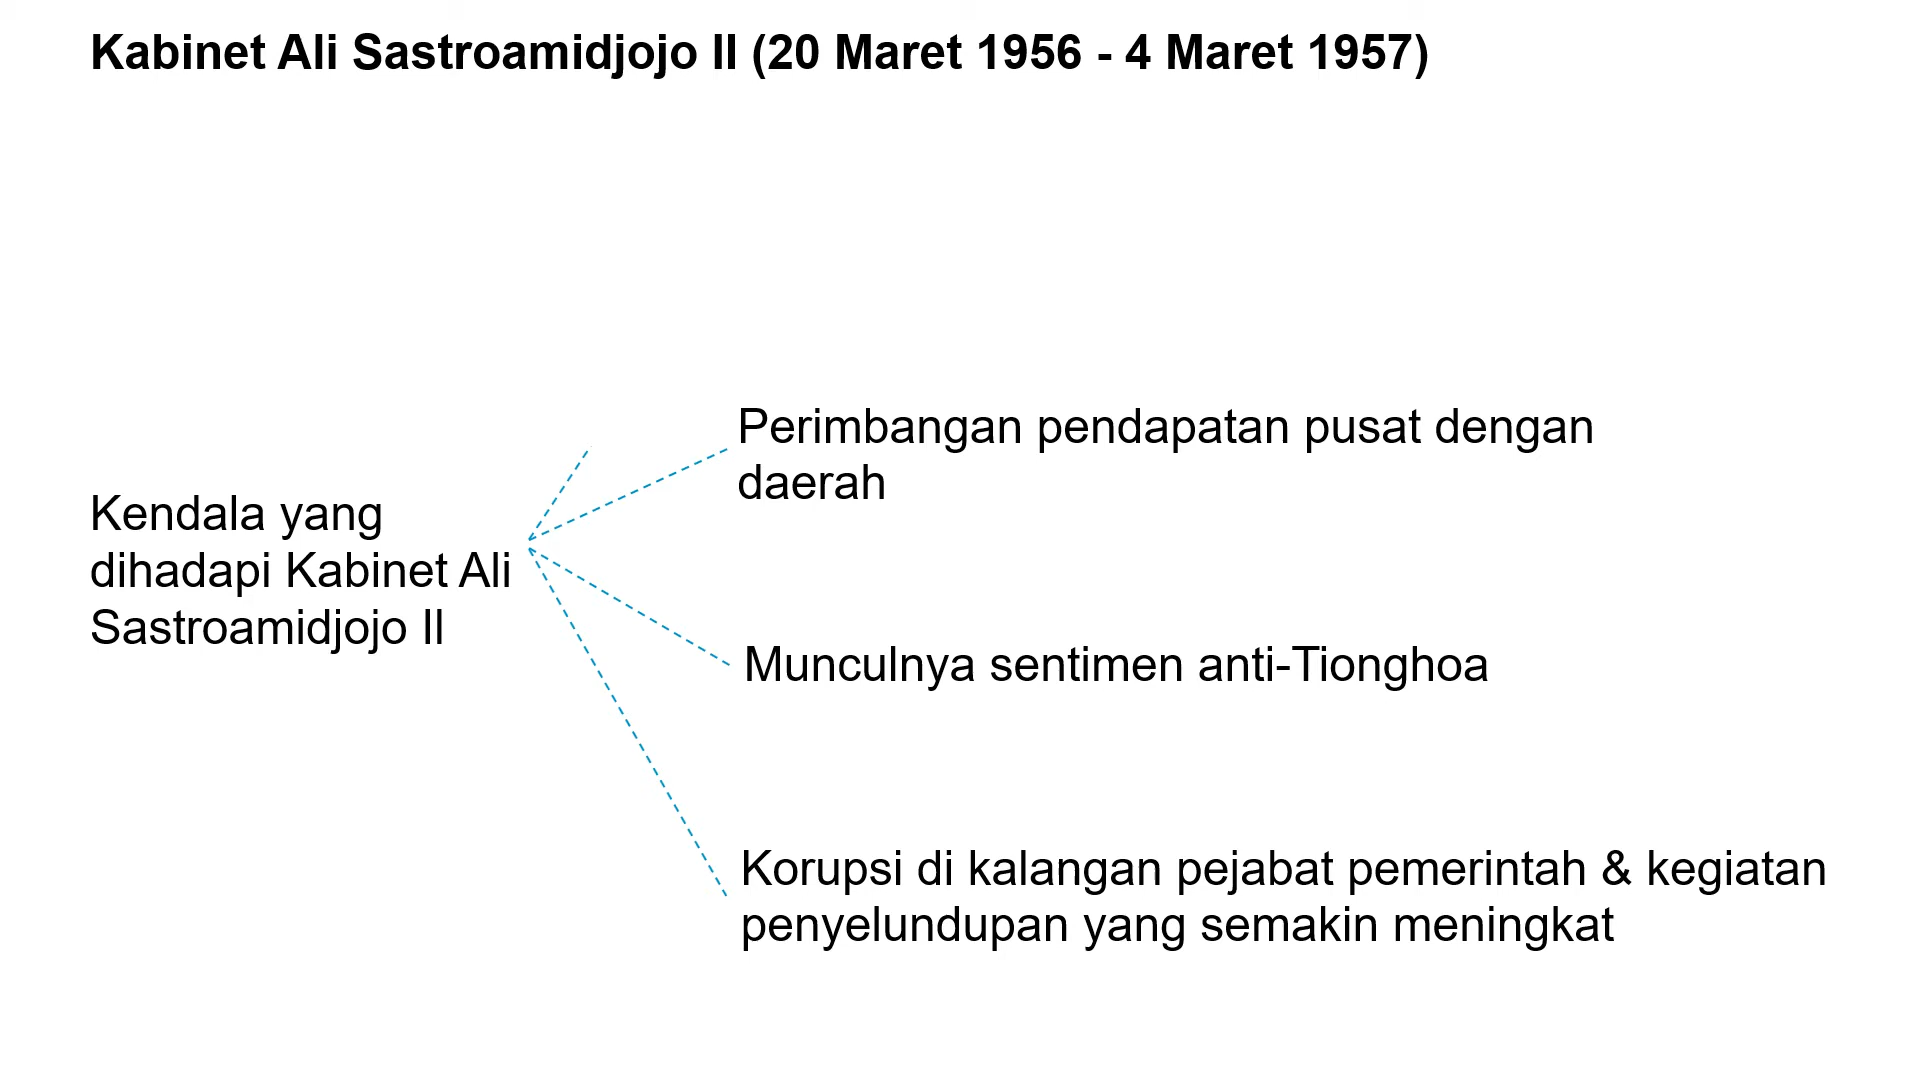 Kabinet Ali Sastroamidjojo II (20 Maret 1956 - 4 Maret 1957)
Kendala yang
dihadapi Kabinet Ali
Sastroamidjojo II
Perimbangan pendapatan pusat dengan
daerah
Munculnya sentimen anti-Tionghoa
Korupsi di kalangan pejabat pemerintah & kegiatan
penyelundupan yang semakin meningkat